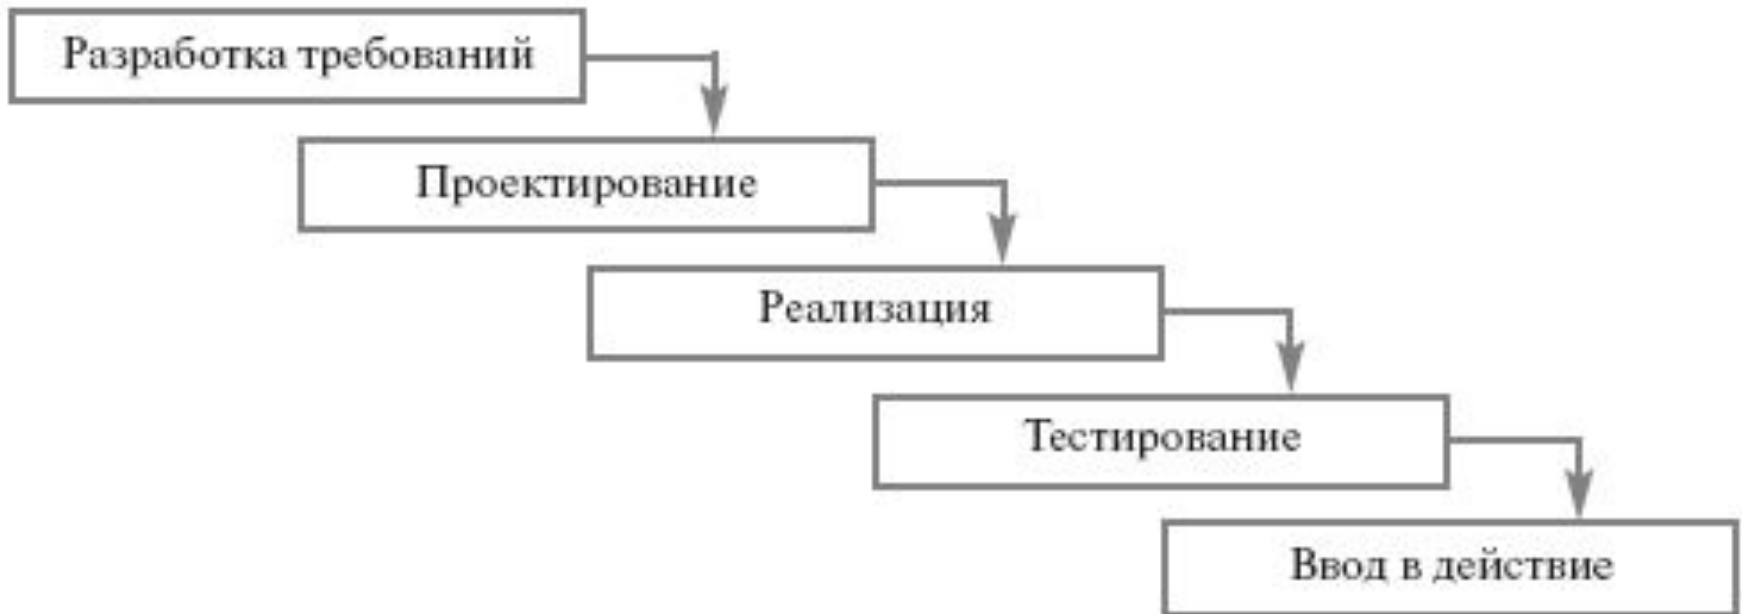 Разработка требований
Проектирование
Реализация
Тестирование
Ввод в действие